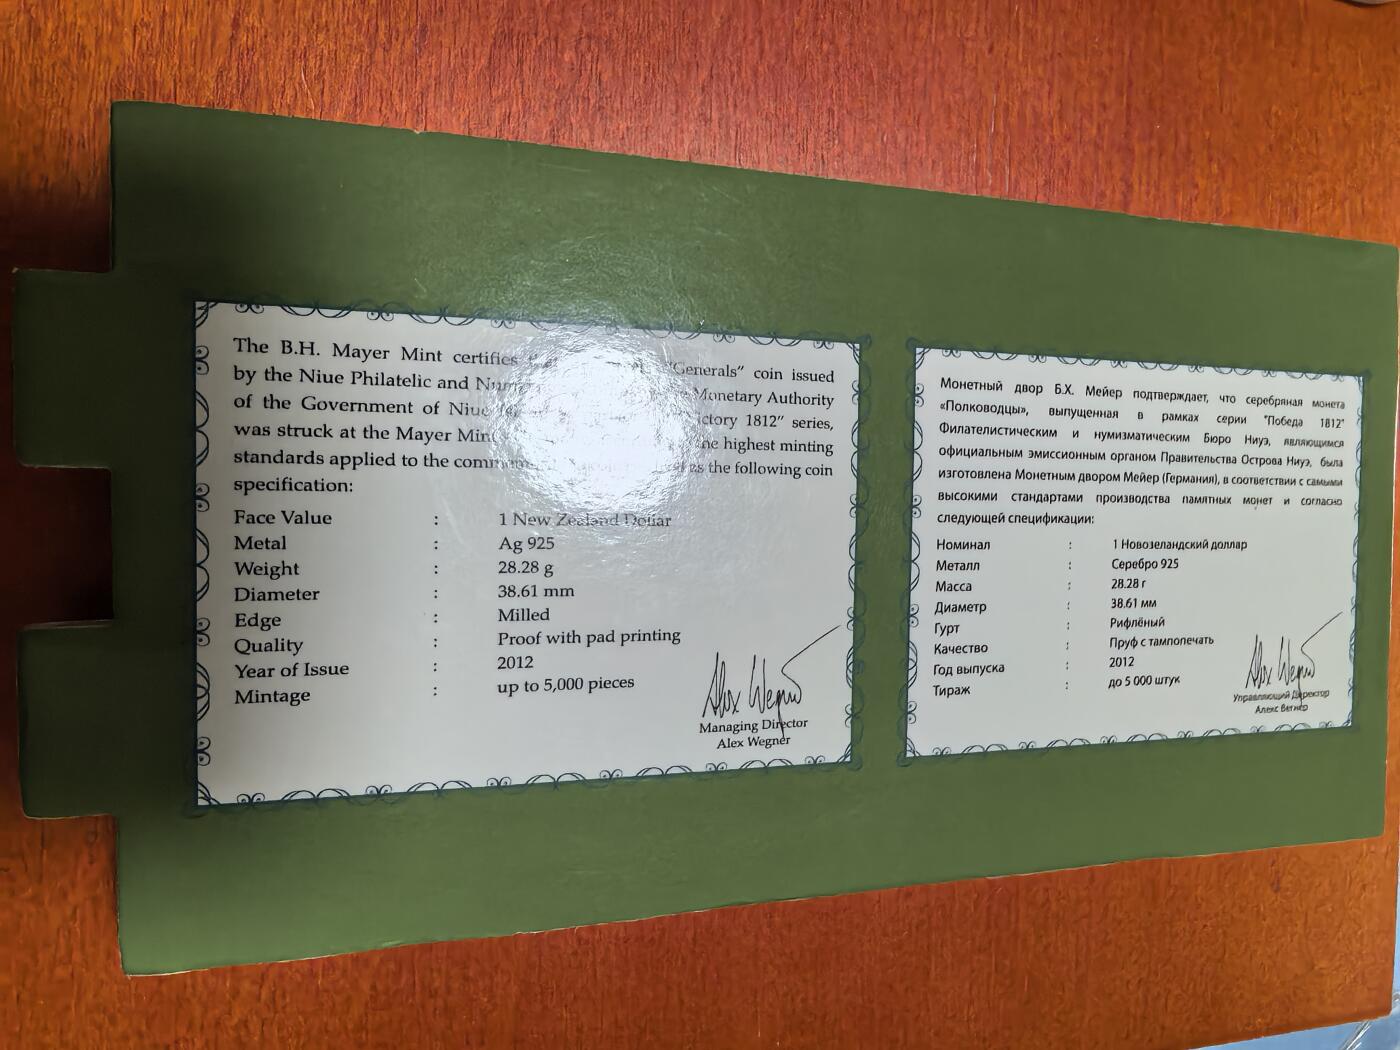 The B.H. Mayer Mint certifies "Generals" coin issued
by the Niue Philatelic and Monetary Authority
of the Government of Niue 1812" series,
was struck at the Mayer Mint highest minting
standards applied to the the following coin
specification:
Face Value : 1 New Zealand Dollar
Metal : Ag 925
Weight : 28.28 g
Diameter : 38.61 mm
Edge : Milled
Quality : Proof with pad printing
Year of Issue : 2012
Mintage : up to 5,000 pieces
Managing Director
Alex Wegner
Монетный двор Б.Х. Мейер подтверждает, что серебряная монета
«Полководцы», выпущенная в рамках серии "Победа 1812"
Филателистическим и нумизматическим Бюро Ниуэ, являющимся
официальным эмиссионным органом Правительства Острова Ниуэ, была
изготовлена Монетным двором Мейер (Германия), в соответствии с самыми
высокими стандартами производства памятных монет и согласно
следующей спецификации:
Номинал : 1 Новозеландский доллар
Металл : Серебро 925
Масса : 28.28 г
Диаметр : 38.61 мм
Гурт : Рифлёный
Качество : Пруф с тампопечать
Год выпуска : 2012
Тираж : до 5 000 штук
Управляющий Директор
Алекс Вегнер